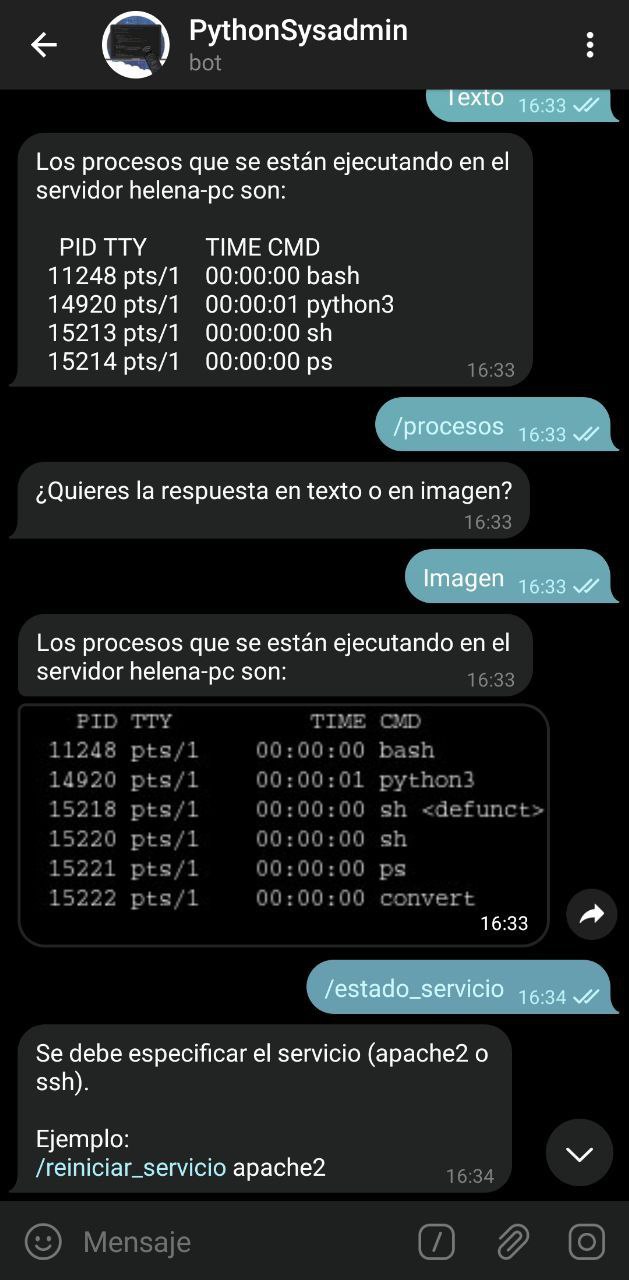 PythonSysadmin
bot
Texto 16:33
Los procesos que se están ejecutando en el
servidor helena-pc son:
PID TTY TIME CMD
11248 pts/1 00:00:00 bash
14920 pts/1 00:00:01 python3
15213 pts/1 00:00:00 sh
15214 pts/1 00:00:00 ps
16:33
/procesos 16:33
¿Quieres la respuesta en texto o en imagen?
16:33
Imagen 16:33
Los procesos que se están ejecutando en el
servidor helena-pc son: 16:33
PID TTY TIME CMD
11248 pts/1 00:00:00 bash
14920 pts/1 00:00:01 python3
15218 pts/1 00:00:00 sh <defunct>
15220 pts/1 00:00:00 sh
15221 pts/1 00:00:00 ps
15222 pts/1 00:00:00 convert
16:33
/estado_servicio 16:34
Se debe especificar el servicio (apache2 o
ssh).
Ejemplo:
/reiniciar_servicio apache2
16:34
Mensaje